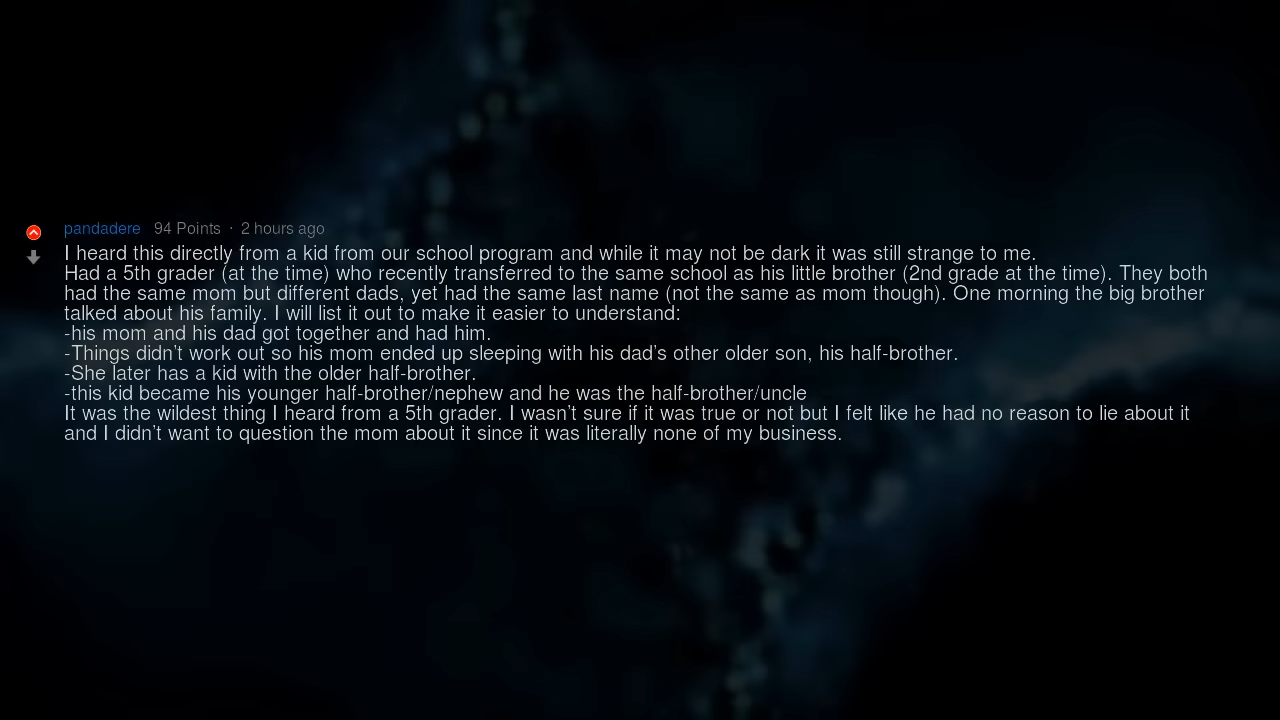 pandadere 94 Points · 2 hours ago
I heard this directly from a kid from our school program and while it may not be dark it was still strange to me.
Had a 5th grader (at the time) who recently transferred to the same school as his little brother (2nd grade at the time). They both
had the same mom but different dads, yet had the same last name (not the same as mom though). One morning the big brother
talked about his family. I will list it out to make it easier to understand:
-his mom and his dad got together and had him.
-Things didn't work out so his mom ended up sleeping with his dad's other older son, his half-brother.
-She later has a kid with the older half-brother.
-this kid became his younger half-brother/nephew and he was the half-brother/uncle
It was the wildest thing I heard from a 5th grader. I wasn't sure if it was true or not but I felt like he had no reason to lie about it
and I didn't want to question the mom about it since it was literally none of my business.